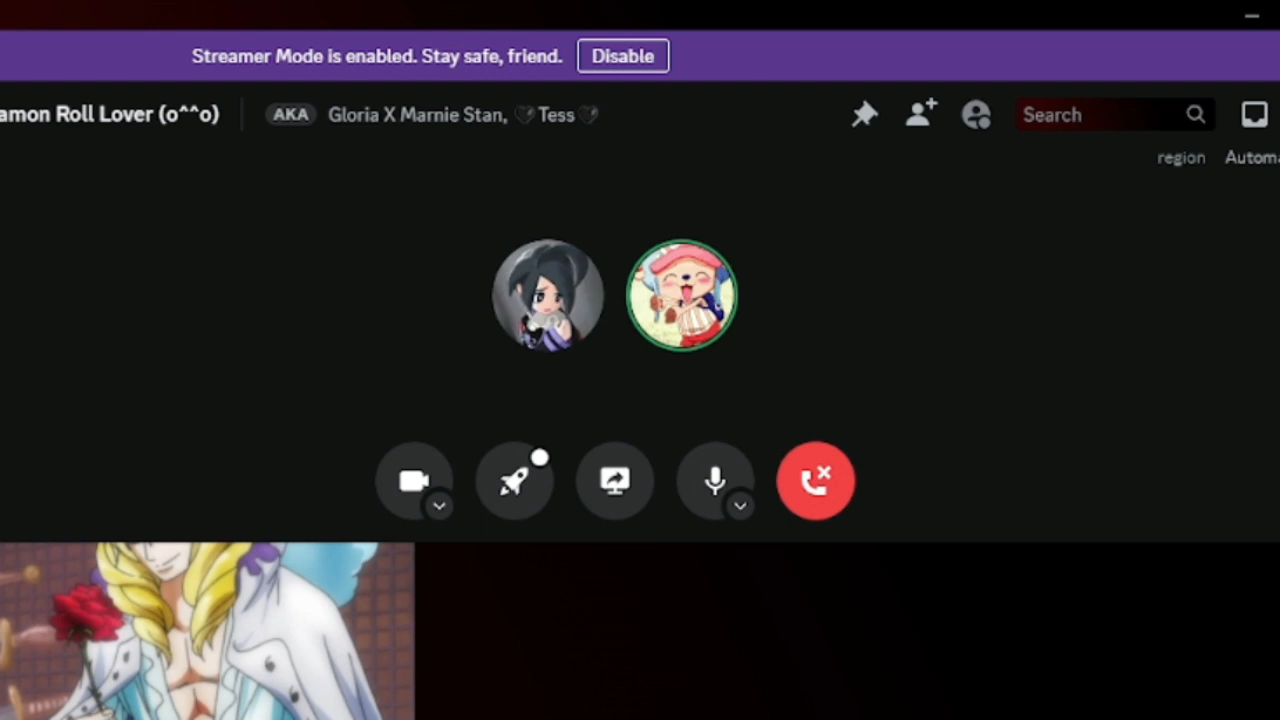 Streamer Mode is enabled. Stay safe, friend. Disable
amon Roll Lover (o^^o) AKA Gloria X Marnie Stan, 🖤Tess🖤 Search
region Automa